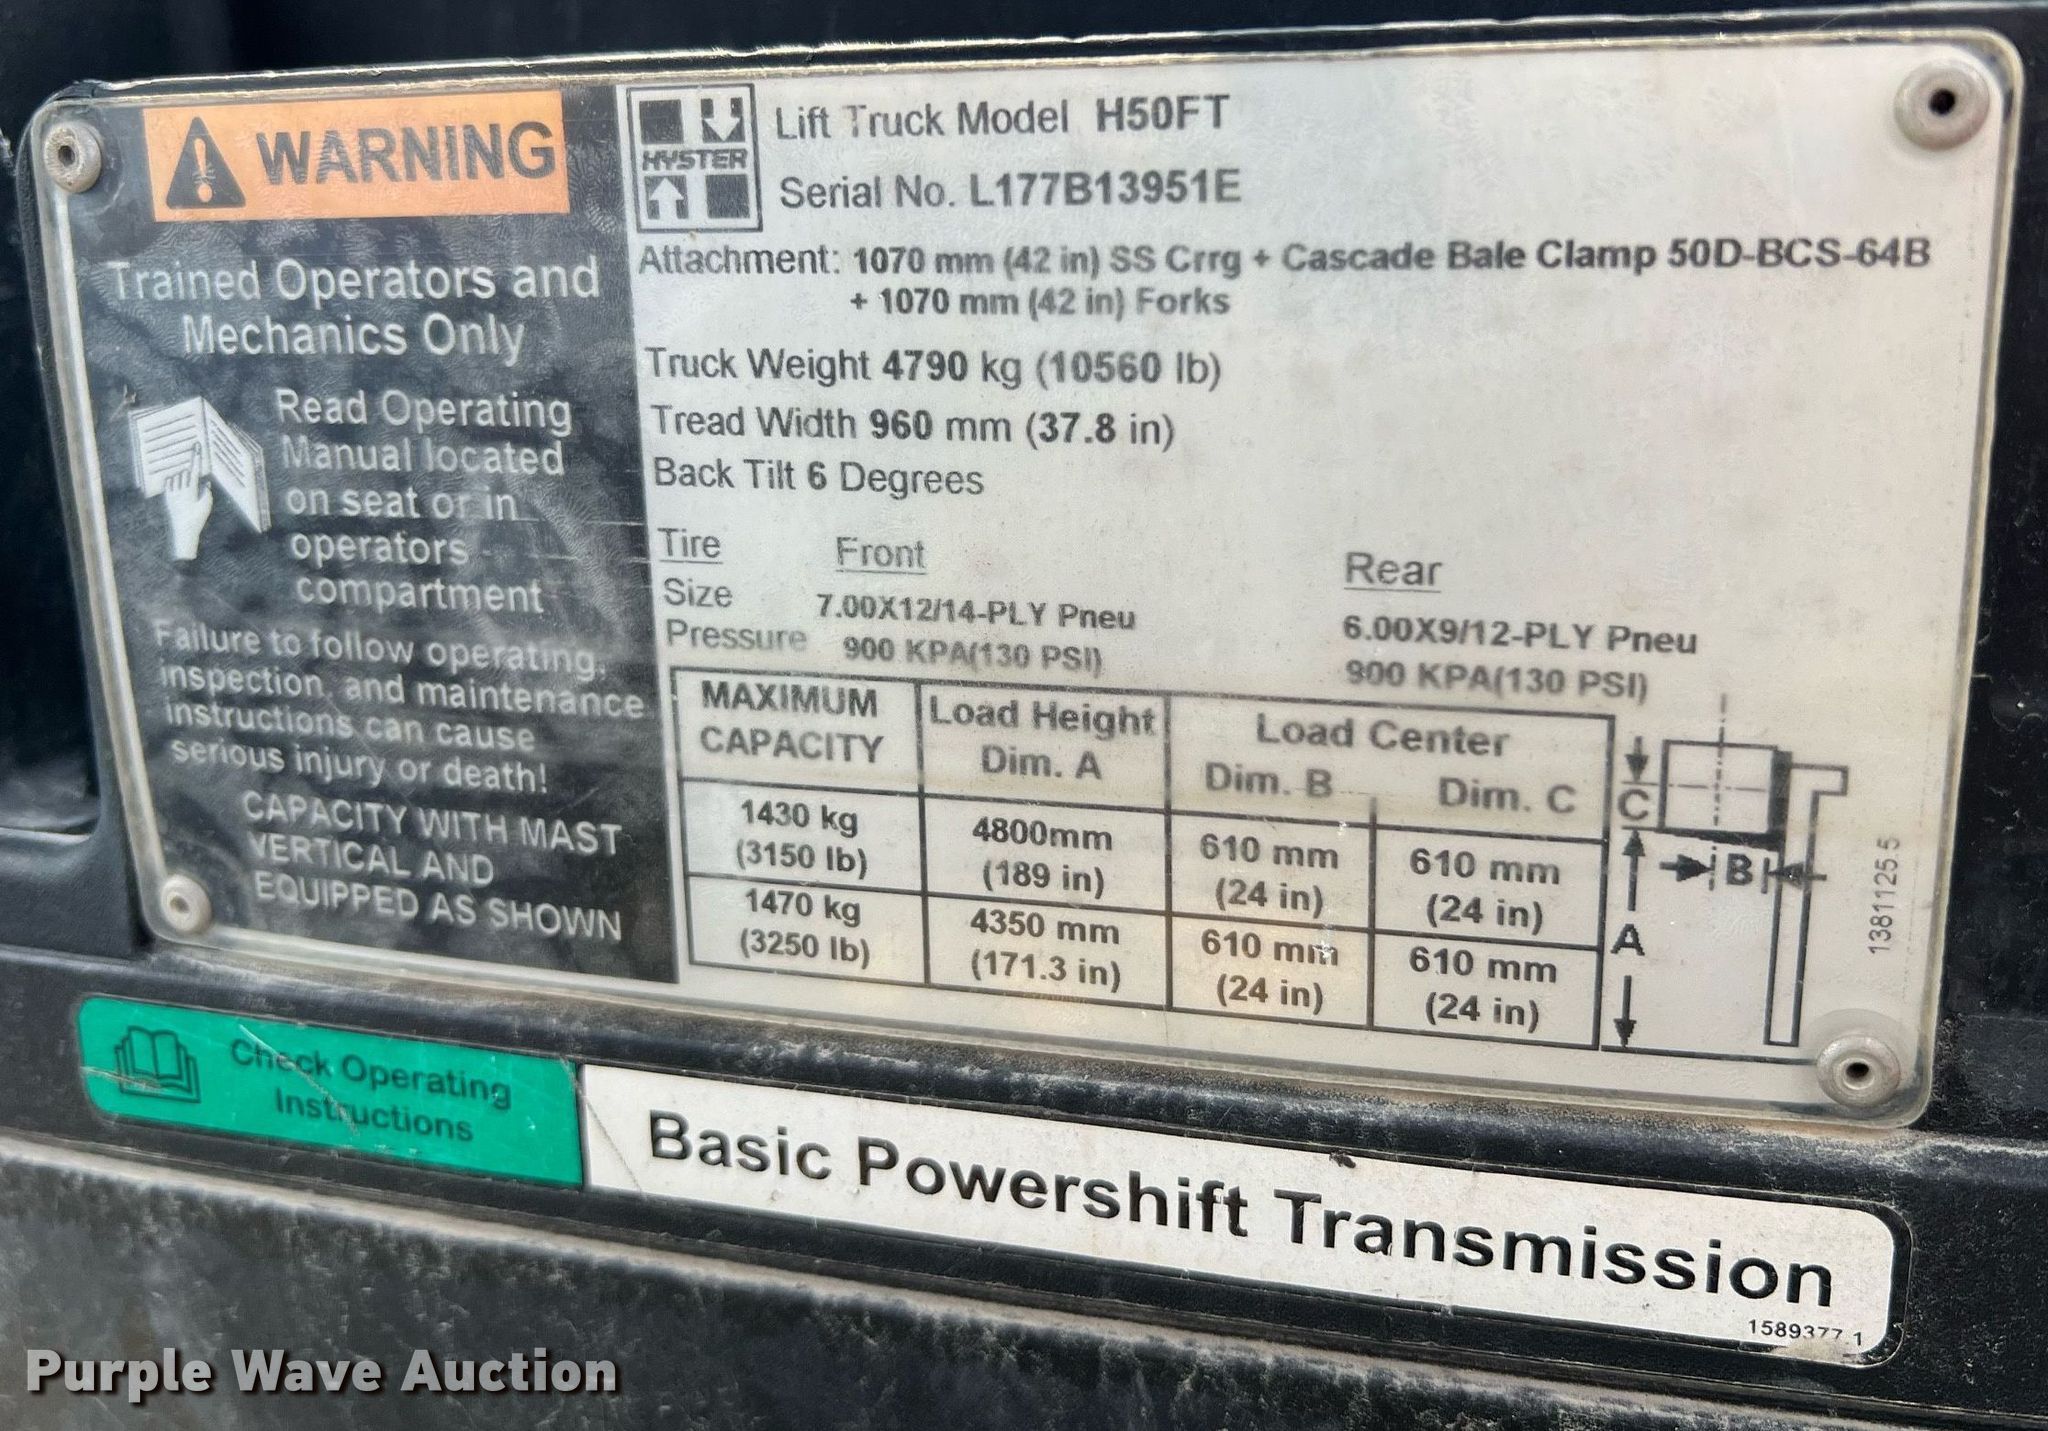 WARNING
Trained Operators and
Mechanics Only
Read Operating
Manual located
on seat or in
operators
compartment
Failure to follow operating,
inspection, and maintenance
instructions can cause
serious injury or death!
CAPACITY WITH MAST
VERTICAL AND
EQUIPPED AS SHOWN
HYSTER
Lift Truck Model H50FT
Serial No. L177B13951E
Attachment: 1070 mm (42 in) SS Crrg + Cascade Bale Clamp 50D-BCS-64B
+ 1070 mm (42 in) Forks
Truck Weight 4790 kg (10560 lb)
Tread Width 960 mm (37.8 in)
Back Tilt 6 Degrees
Tire Front Rear
Size 7.00X12/14-PLY Pneu 6.00X9/12-PLY Pneu
Pressure 900 KPA(130 PSI) 900 KPA(130 PSI)
MAXIMUM Load Height Load Center
CAPACITY Dim. A Dim. B Dim. C
1430 kg 4800mm 610 mm 610 mm
(3150 lb) (189 in) (24 in) (24 in)
1470 kg 4350 mm 610 mm 610 mm
(3250 lb) (171.3 in) (24 in) (24 in)
C
B
A
13811255
Check Operating
Instructions
Basic Powershift Transmission
1589377 1
Purple Wave Auction